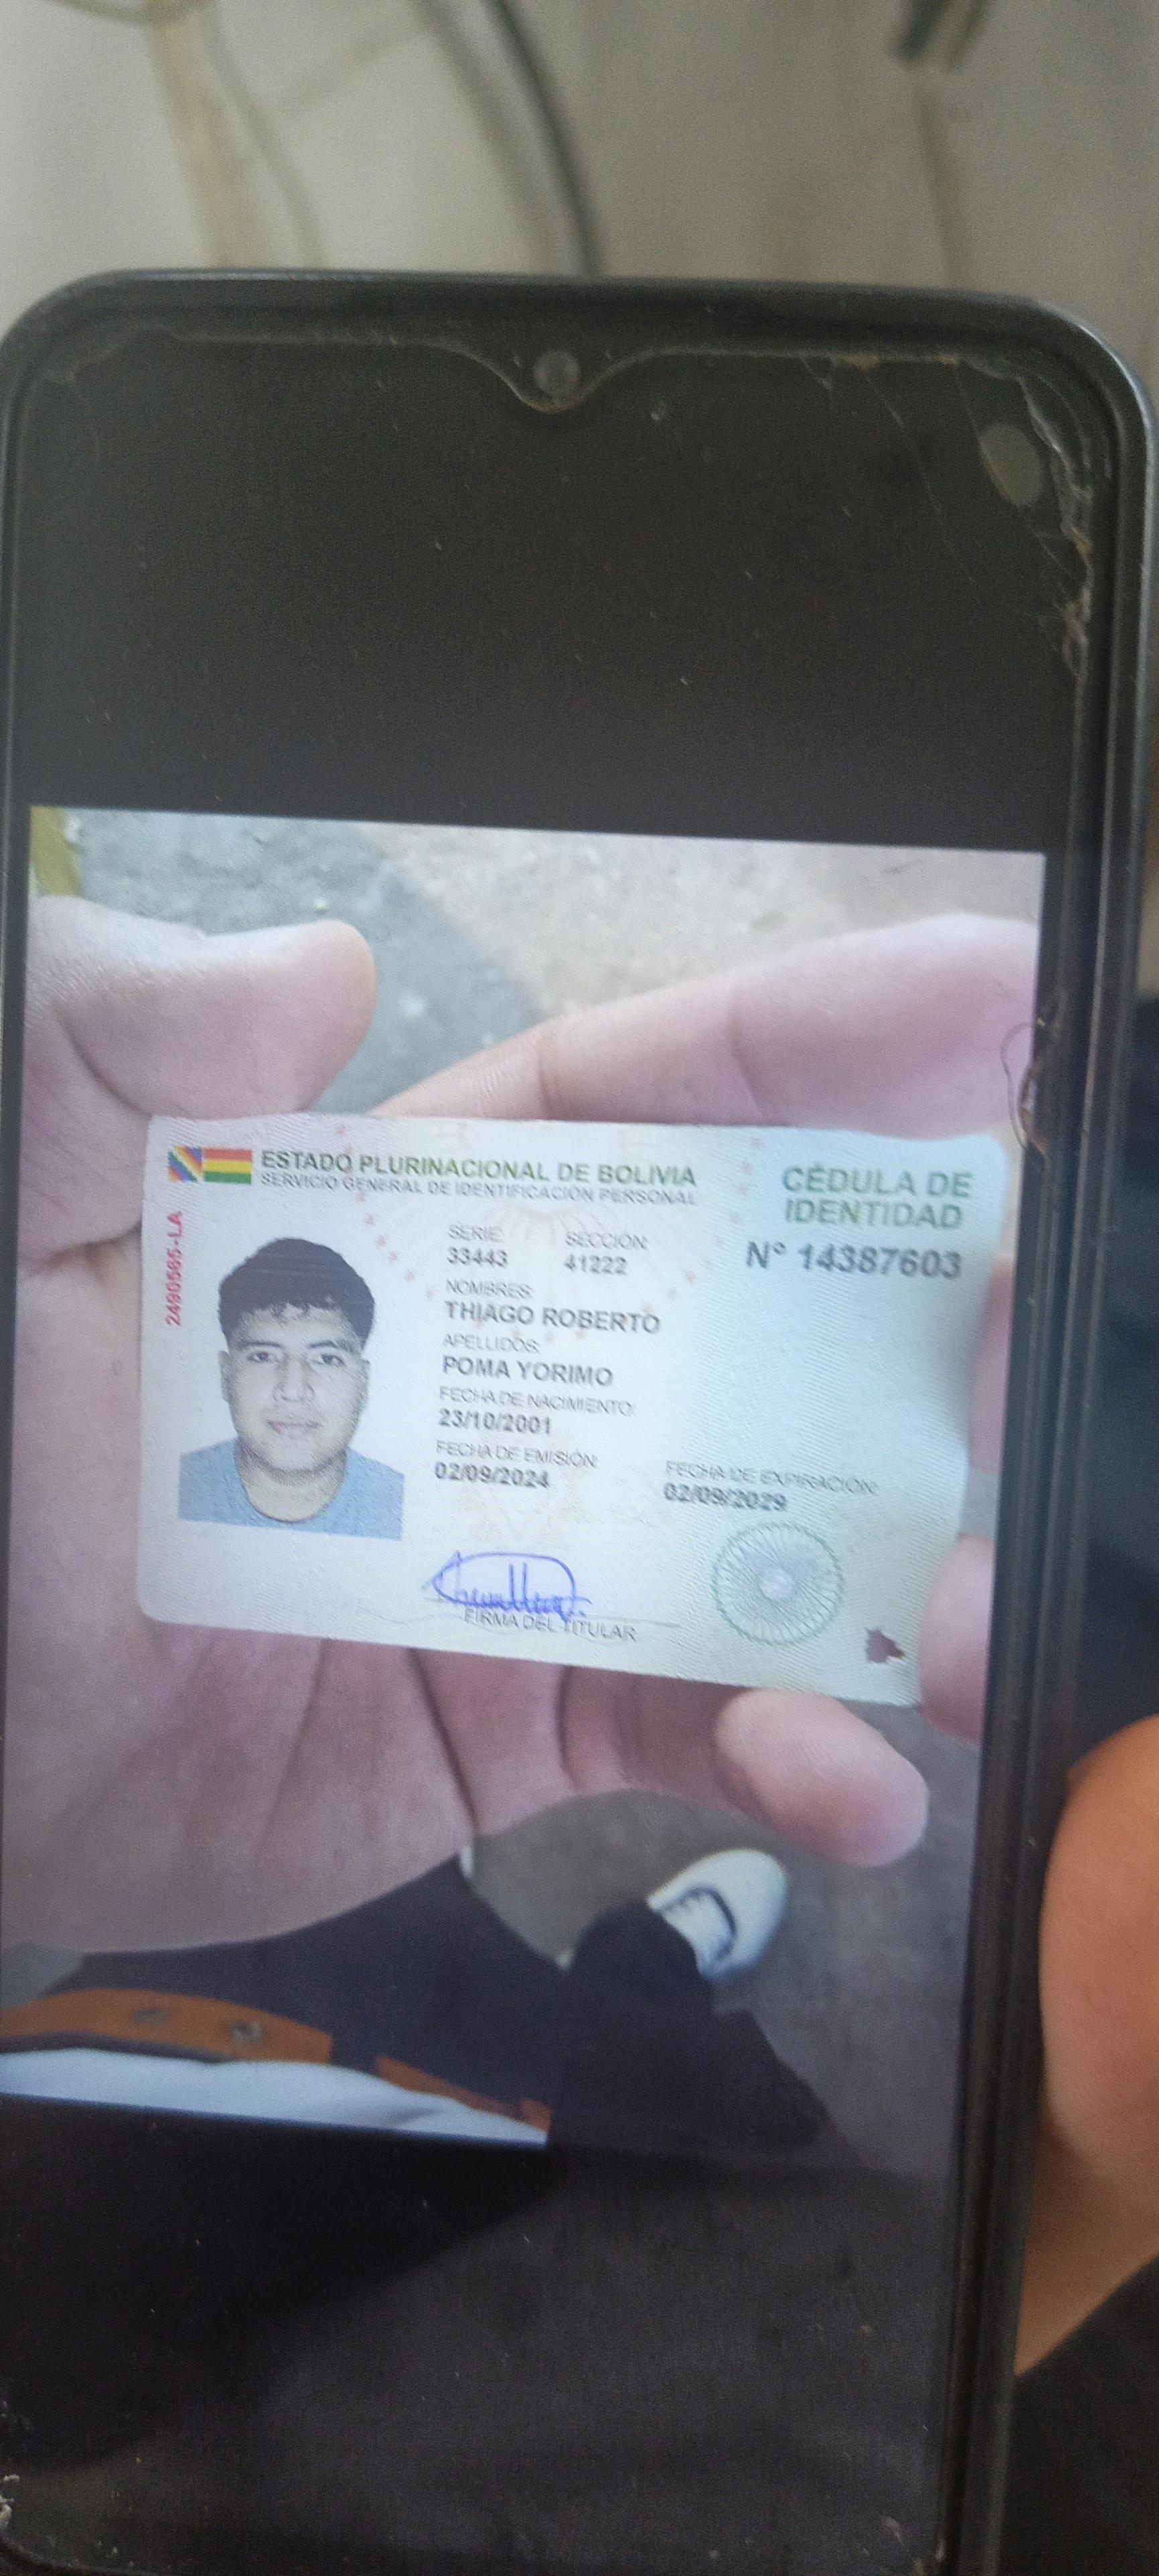 ESTADO PLURINACIONAL DE BOLIVIA
SERVICIO GENERAL DE IDENTIFICACIÓN PERSONAL
CÉDULA DE
IDENTIDAD
N° 14387603
2490565-LA
SERIE: SECCIÓN:
33443 41222
NOMBRES:
THIAGO ROBERTO
APELLIDOS:
POMA YORIMO
FECHA DE NACIMIENTO:
23/10/2001
FECHA DE EMISIÓN: FECHA DE EXPIRACIÓN:
02/09/2024 02/09/2029
FIRMA DEL TITULAR